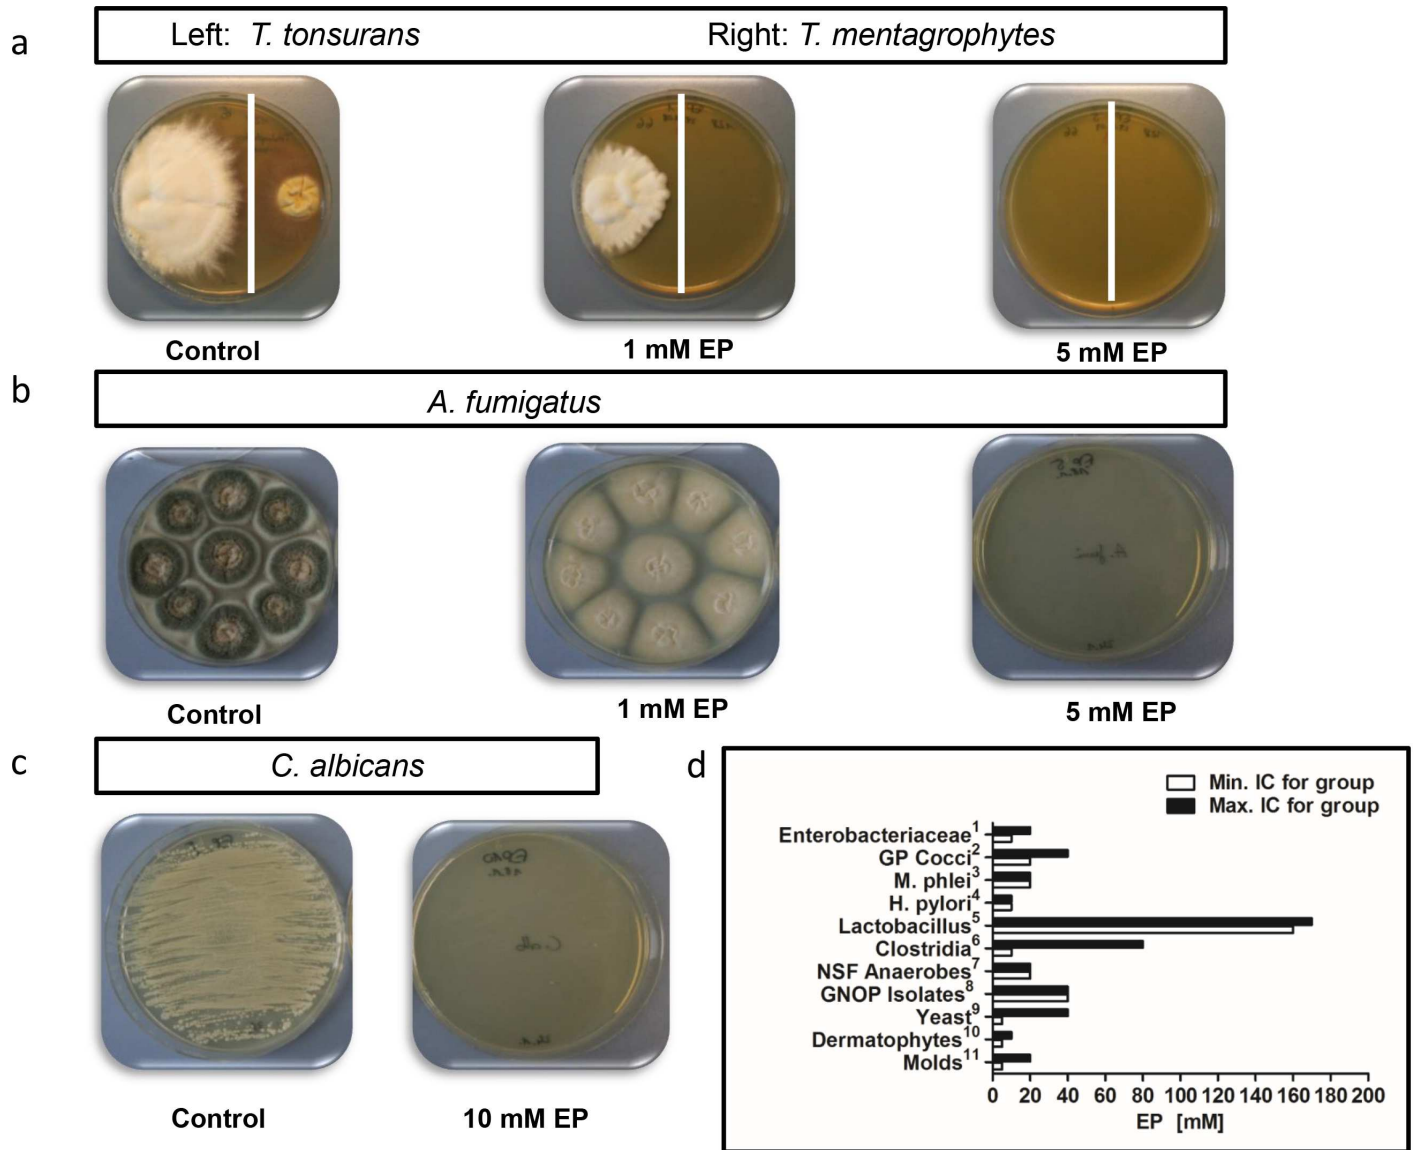 a
Left: T. tonsurans Right: T. mentagrophytes
Control 1 mM EP 5 mM EP
b
A. fumigatus
Control 1 mM EP 5 mM EP
c
C. albicans
Control 10 mM EP
d
Min. IC for group
Max. IC for group
Enterobacteriaceae1
GP Cocci2
M. phlei3
H. pylori4
Lactobacillus5
Clostridia6
NSF Anaerobes7
GNOP Isolates8
Yeast9
Dermatophytes10
Molds11
0 20 40 60 80 100 120 140 160 180 200
EP [mM]